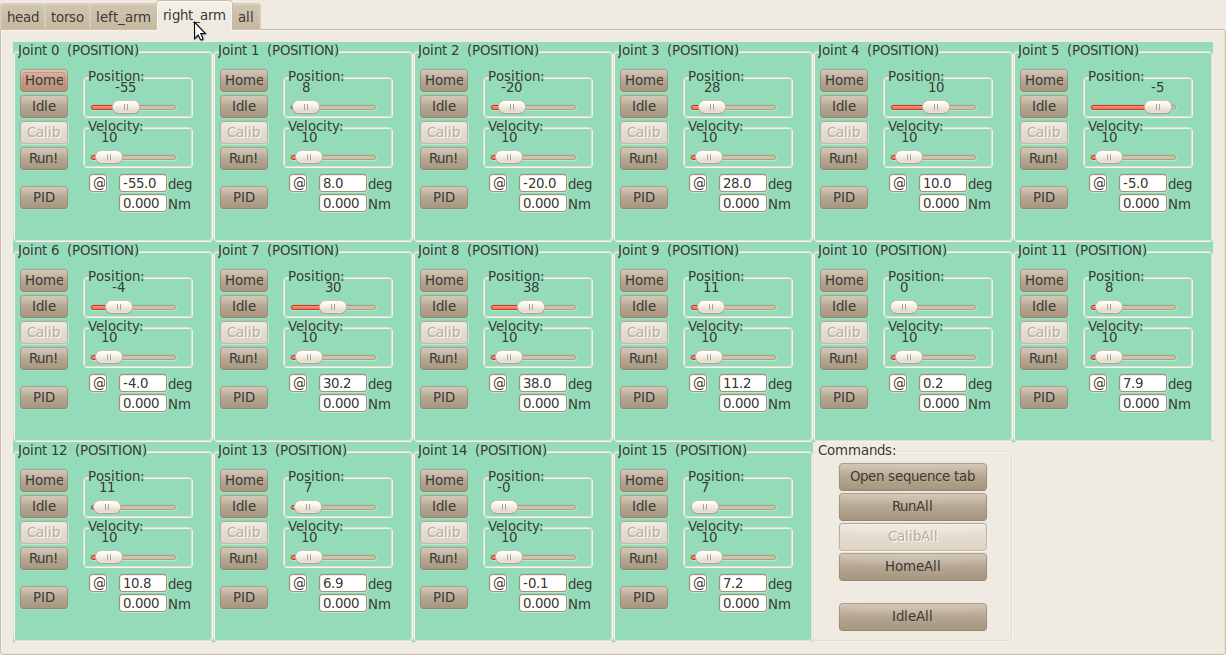 head torso left_arm right_arm all
Joint 0 (POSITION) Joint 1 (POSITION) Joint 2 (POSITION) Joint 3 (POSITION) Joint 4 (POSITION) Joint 5 (POSITION)
Home Position: Home Position: Home Position: Home Position: Home Position: Home Position:
-55 8 -20 28 10 -5
Idle Idle Idle Idle Idle Idle
Calib Velocity: Calib Velocity: Calib Velocity: Calib Velocity: Calib Velocity: Calib Velocity:
10 10 10 10 10 10
Run! Run! Run! Run! Run! Run!
@ -55.0 deg @ 8.0 deg @ -20.0 deg @ 28.0 deg @ 10.0 deg @ -5.0 deg
PID 0.000 Nm PID 0.000 Nm PID 0.000 Nm PID 0.000 Nm PID 0.000 Nm PID 0.000 Nm
Joint 6 (POSITION) Joint 7 (POSITION) Joint 8 (POSITION) Joint 9 (POSITION) Joint 10 (POSITION) Joint 11 (POSITION)
Home Position: Home Position: Home Position: Home Position: Home Position: Home Position:
-4 30 38 11 0 8
Idle Idle Idle Idle Idle Idle
Calib Velocity: Calib Velocity: Calib Velocity: Calib Velocity: Calib Velocity: Calib Velocity:
10 10 10 10 10 10
Run! Run! Run! Run! Run! Run!
@ -4.0 deg @ 30.2 deg @ 38.0 deg @ 11.2 deg @ 0.2 deg @ 7.9 deg
PID 0.000 Nm PID 0.000 Nm PID 0.000 Nm PID 0.000 Nm PID 0.000 Nm PID 0.000 Nm
Joint 12 (POSITION) Joint 13 (POSITION) Joint 14 (POSITION) Joint 15 (POSITION) Commands:
Home Position: Home Position: Home Position: Home Position: Open sequence tab
11 7 -0 7
Idle Idle Idle Idle RunAll
Calib Velocity: Calib Velocity: Calib Velocity: Calib Velocity: CalibAll
10 10 10 10
Run! Run! Run! Run! HomeAll
@ 10.8 deg @ 6.9 deg @ -0.1 deg @ 7.2 deg
PID 0.000 Nm PID 0.000 Nm PID 0.000 Nm PID 0.000 Nm IdleAll